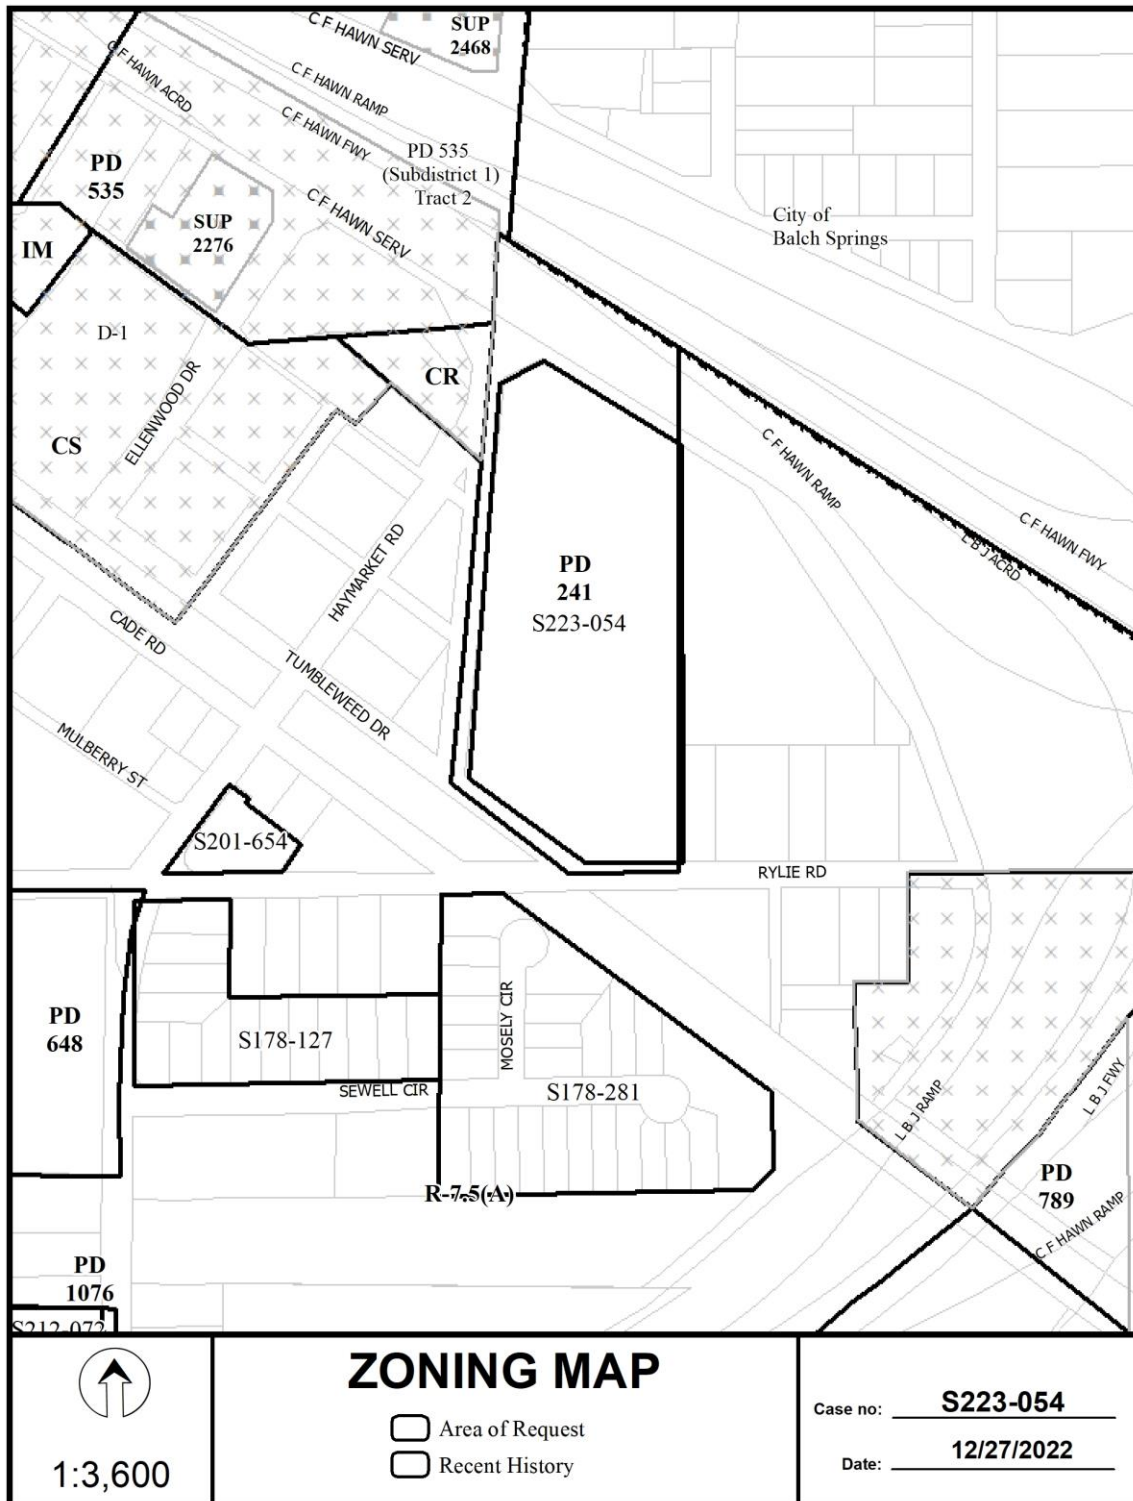 SUP
2468
C F HAWN SERV
C F HAWN ACRD
C F HAWN RAMP
C F HAWN FWY
PD 535
(Subdistrict 1)
Tract 2
PD
535
SUP
2276
C F HAWN SERV
City of
Balch Springs
IM
D-1
CR
ELLENWOOD DR
CS
C F HAWN RAMP
C F HAWN FWY
L B J ACRD
HAYMARKET RD
PD
241
S223-054
CADE RD
TUMBLEWEED DR
MULBERRY ST
S201-654
RYLIE RD
PD
648
S178-127
MOSELY CIR
SEWELL CIR
S178-281
L B J RAMP
L B J FWY
PD
789
R-7.5(A)
C F HAWN RAMP
PD
1076
S212-072
ZONING MAP
Area of Request
Recent History
1:3,600
Case no: S223-054
Date: 12/27/2022